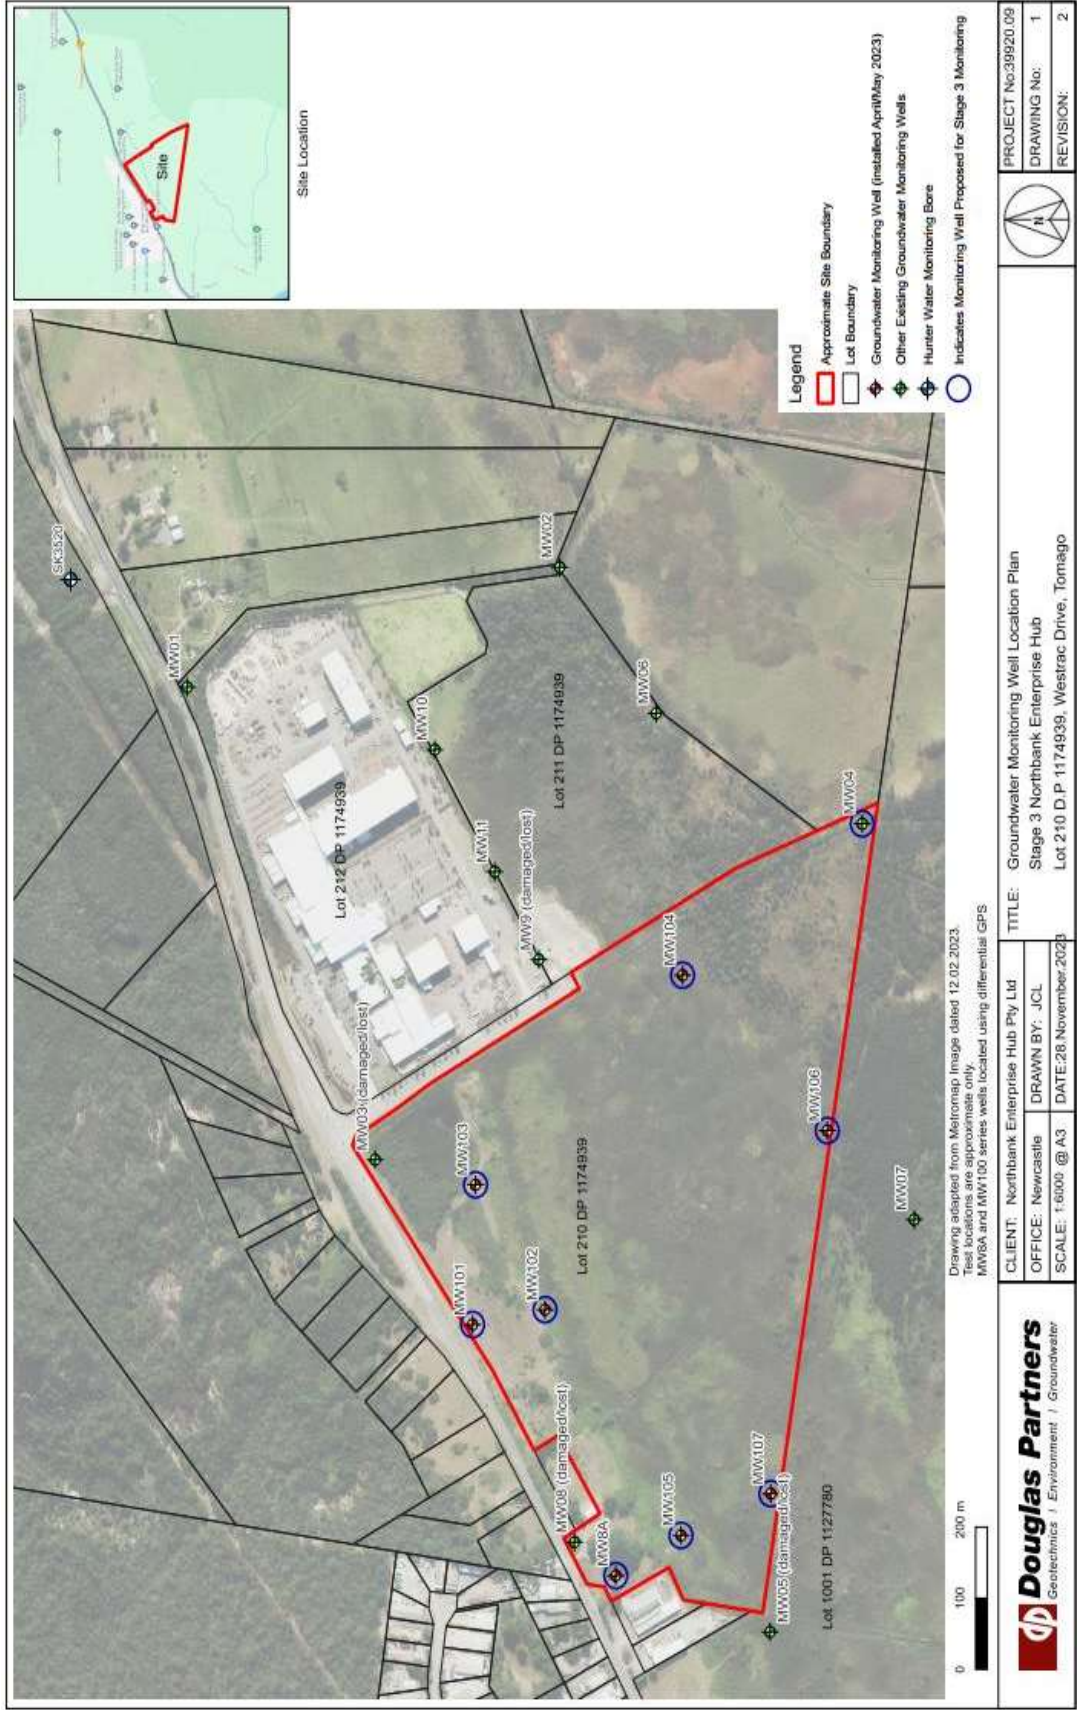 Site
Site Location
SK3520
MW01
MW02
MW10
Lot 212 DP 1174939
MW11
Lot 211 DP 1174939
MW06
MW9 (damaged/lost)
MW03 (damaged/lost)
MW04
MW104
MW103
MW101
MW102
Lot 210 DP 1174939
MW106
MW07
MW08 (damaged/lost)
MW8A
MW105
MW107
MW05 (damaged/lost)
Lot 1001 DP 1127780
Legend
Approximate Site Boundary
Lot Boundary
Groundwater Monitoring Well (installed April/May 2023)
Other Existing Groundwater Monitoring Wells
Hunter Water Monitoring Bore
Indicates Monitoring Well Proposed for Stage 3 Monitoring
0 100 200 m
Drawing adapted from Metromap Image dated 12.02.2023.
Test locations are approximate only.
MW8A and MW100 series wells located using differential GPS
Douglas Partners
Geotechnics | Environment | Groundwater
CLIENT: Northbank Enterprise Hub Pty Ltd
OFFICE: Newcastle DRAWN BY: JCL
SCALE: 1:6000 @ A3 DATE:28.November.2023
TITLE: Groundwater Monitoring Well Location Plan
Stage 3 Northbank Enterprise Hub
Lot 210 D.P 1174939, Westrac Drive, Tomago
N
PROJECT No:39920.09
DRAWING No: 1
REVISION: 2